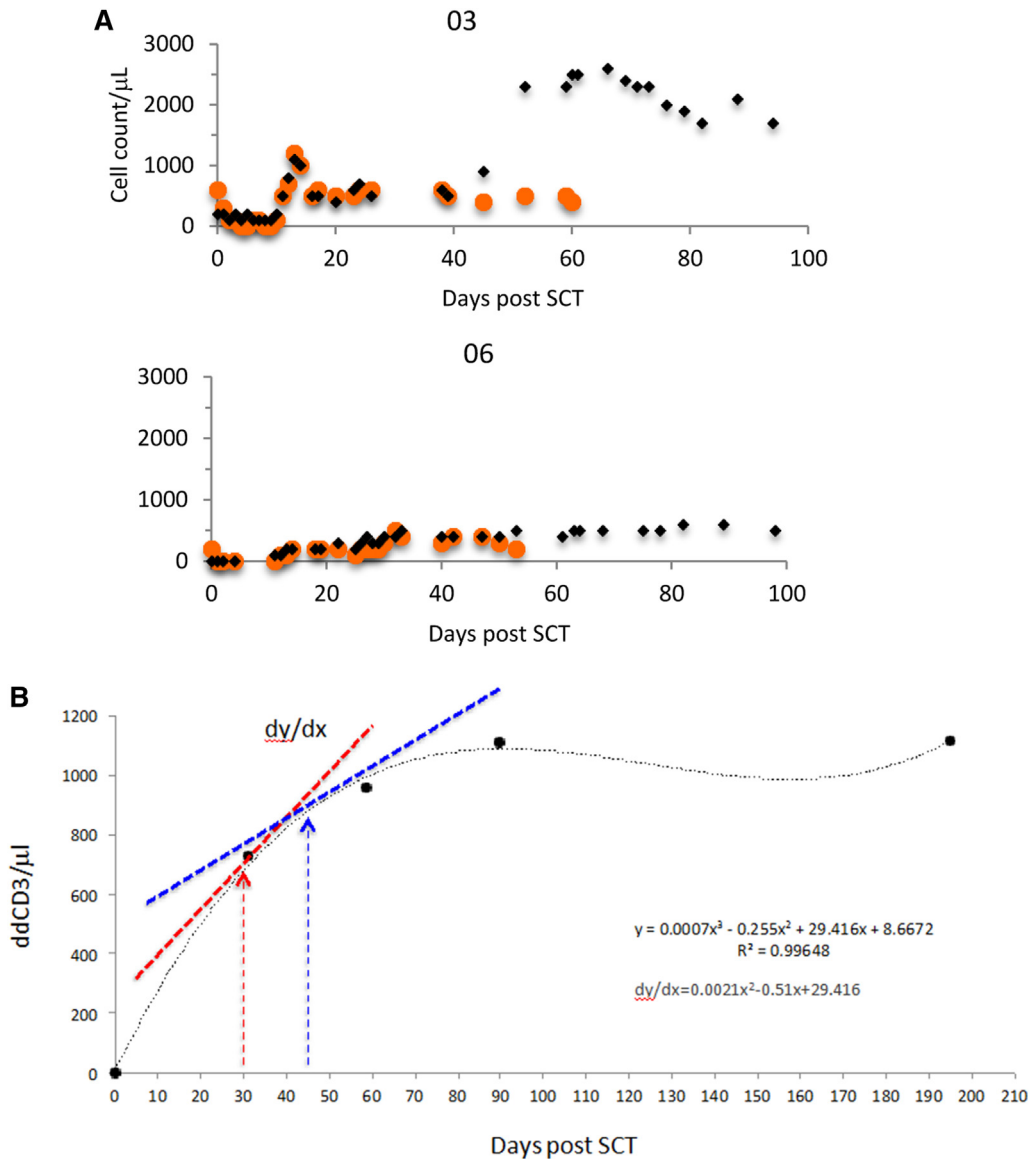 A
03
3000
2000
1000
0
Cell count/µL
0 20 40 60 80 100
Days post SCT
06
3000
2000
1000
0
0 20 40 60 80 100
Days post SCT
B
1200
1000
800
600
400
200
0
ddCD3/µl
dy/dx
y = 0.0007x³ - 0.255x² + 29.416x + 8.6672
R² = 0.99648
dy/dx=0.0021x²-0.51x+29.416
0 10 20 30 40 50 60 70 80 90 100 110 120 130 140 150 160 170 180 190 200 210
Days post SCT